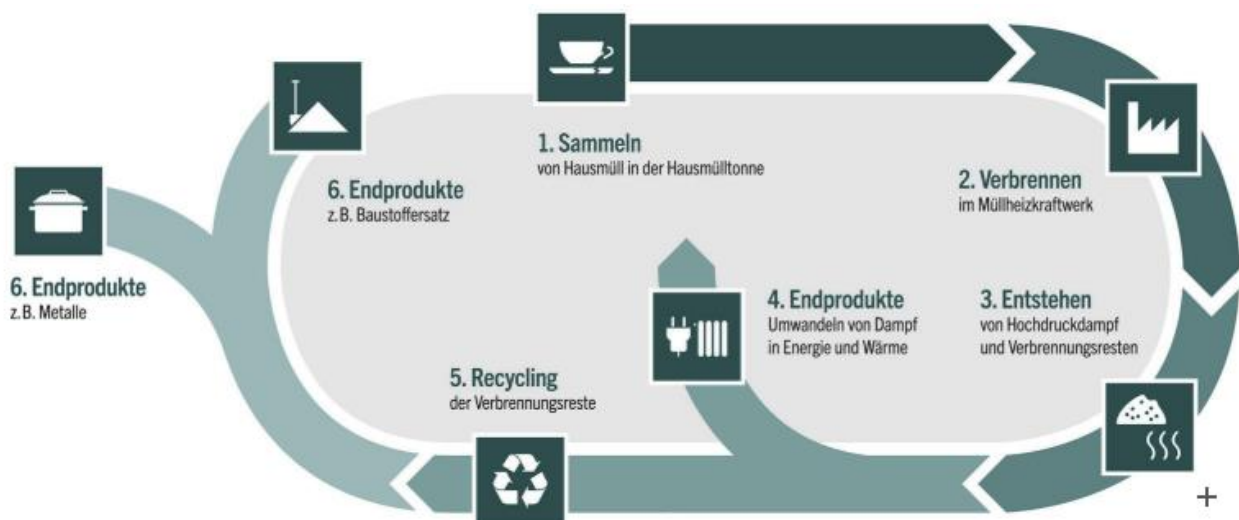 1. Sammeln
von Hausmüll in der Hausmülltonne
2. Verbrennen
im Müllheizkraftwerk
3. Entstehen
von Hochdruckdampf
und Verbrennungsresten
4. Endprodukte
Umwandeln von Dampf
in Energie und Wärme
5. Recycling
der Verbrennungsreste
6. Endprodukte
z.B. Baustoffersatz
6. Endprodukte
z.B. Metalle